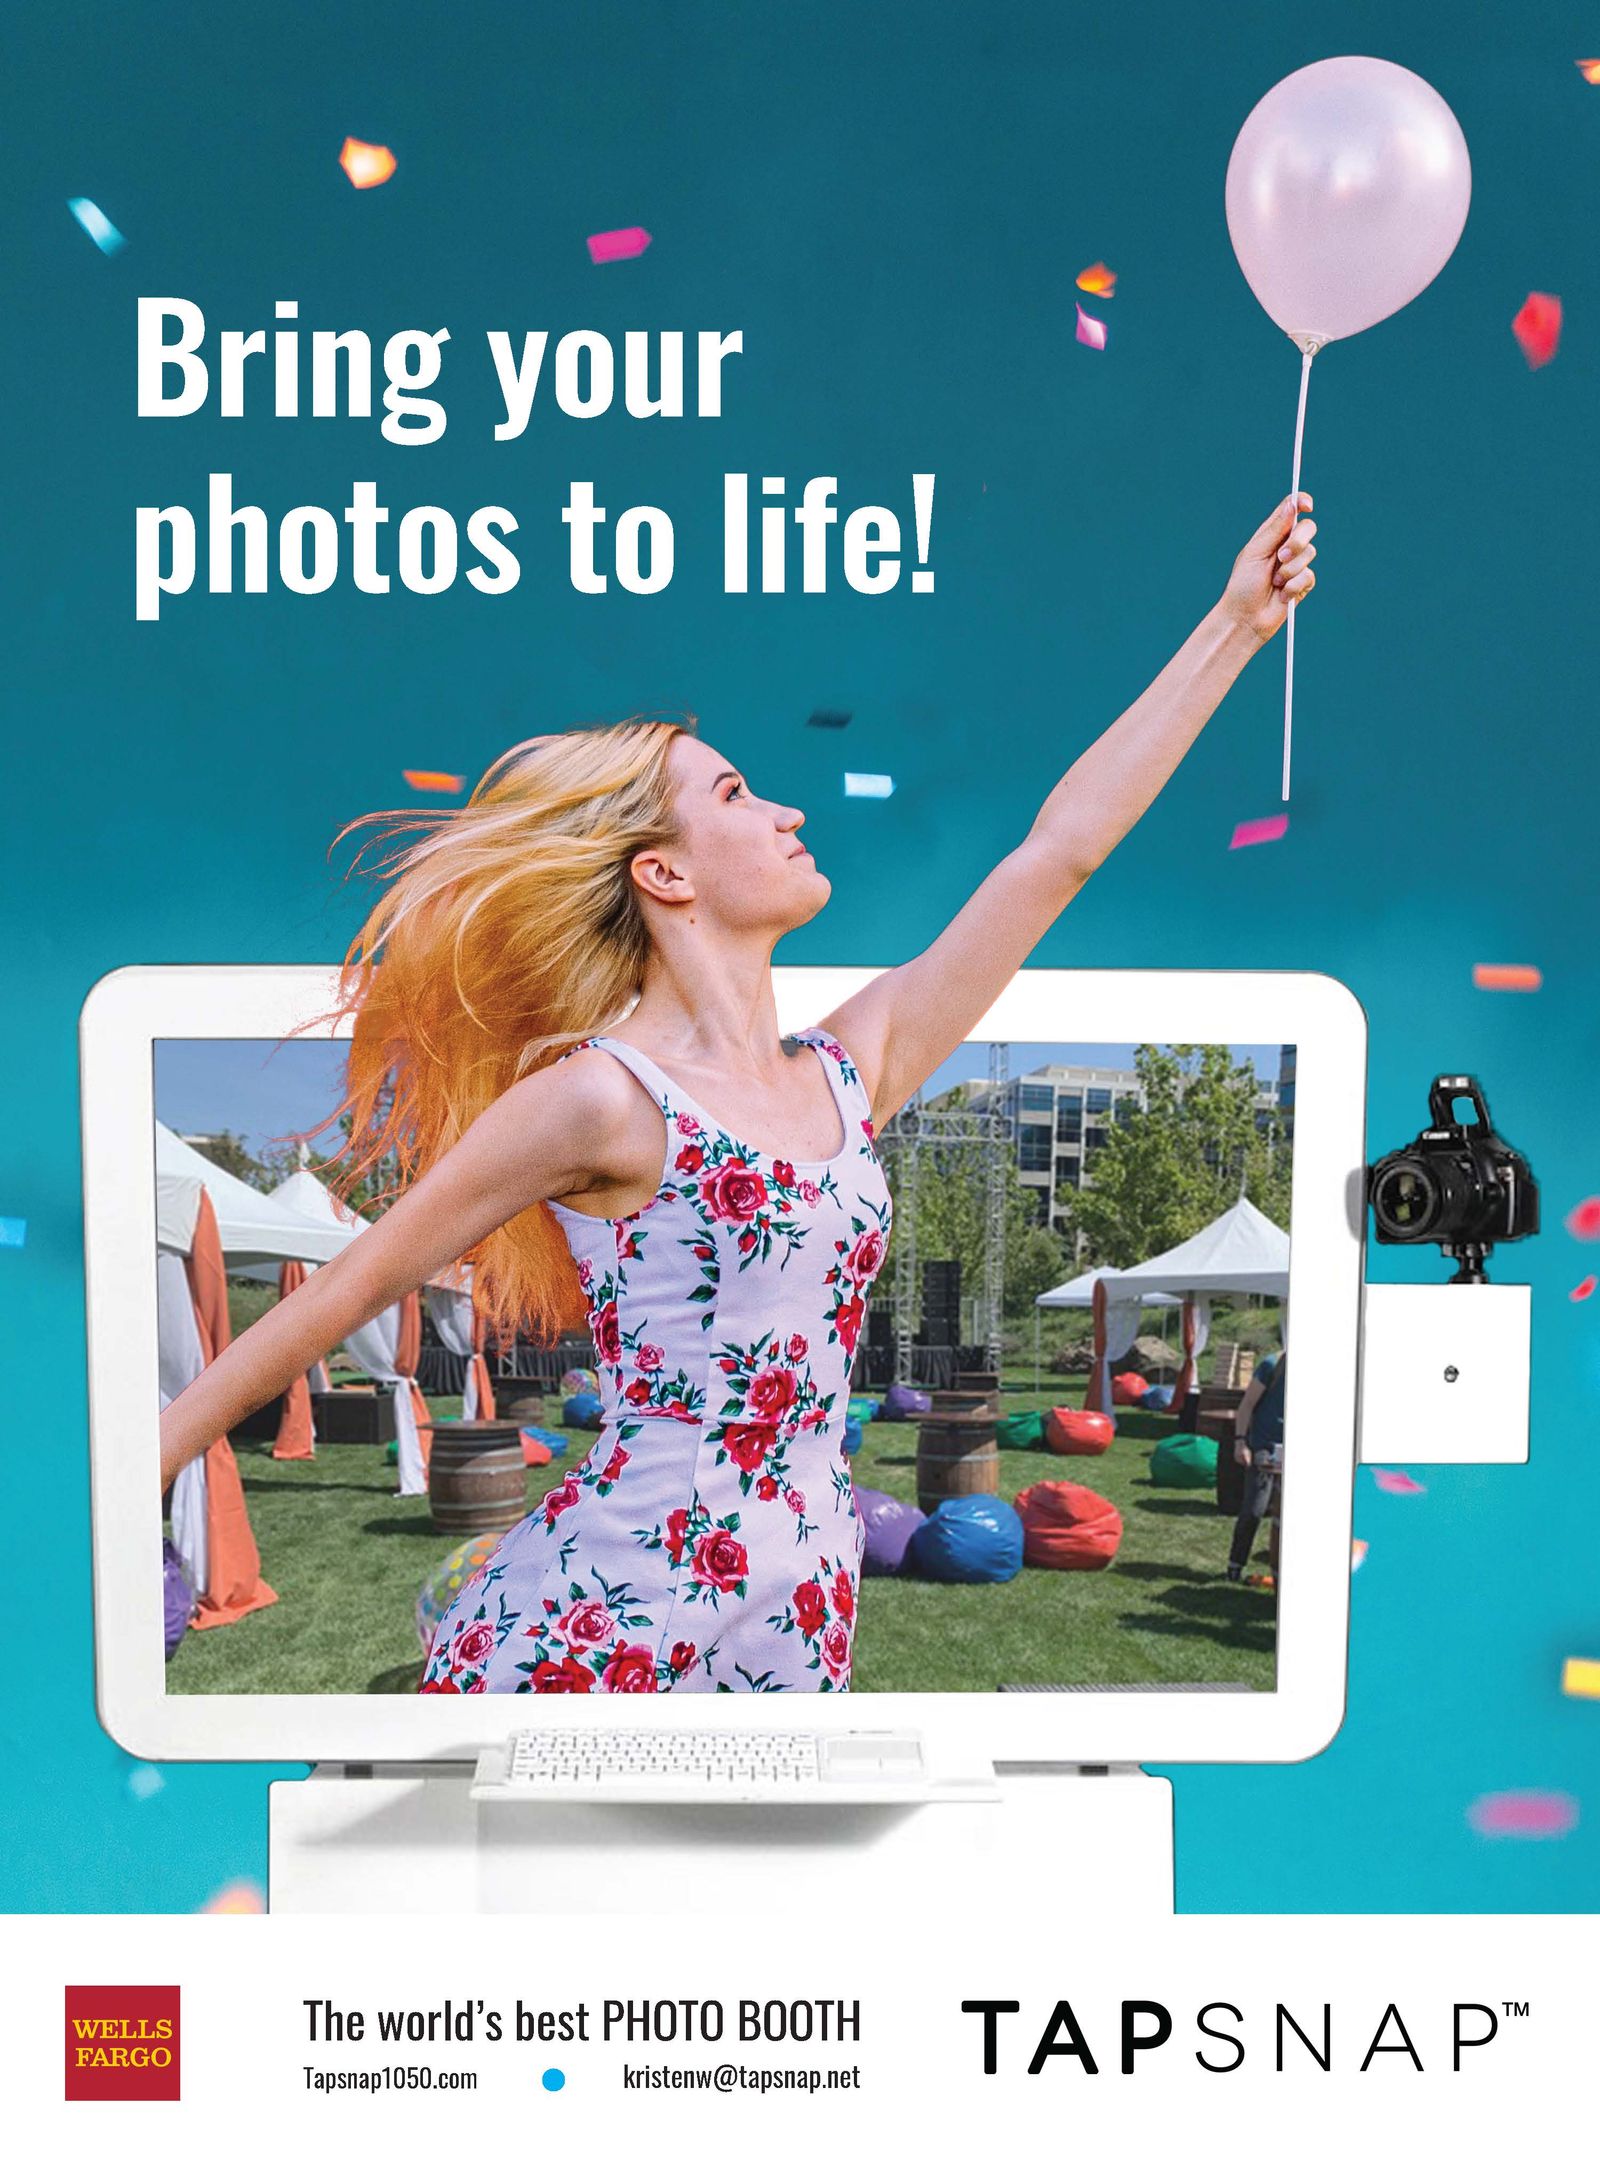 Bring your
photos to life!
WELLS
FARGO
The world's best PHOTO BOOTH
Tapsnap1050.com
kristenw@tapsnap.net
TAPSNAP™